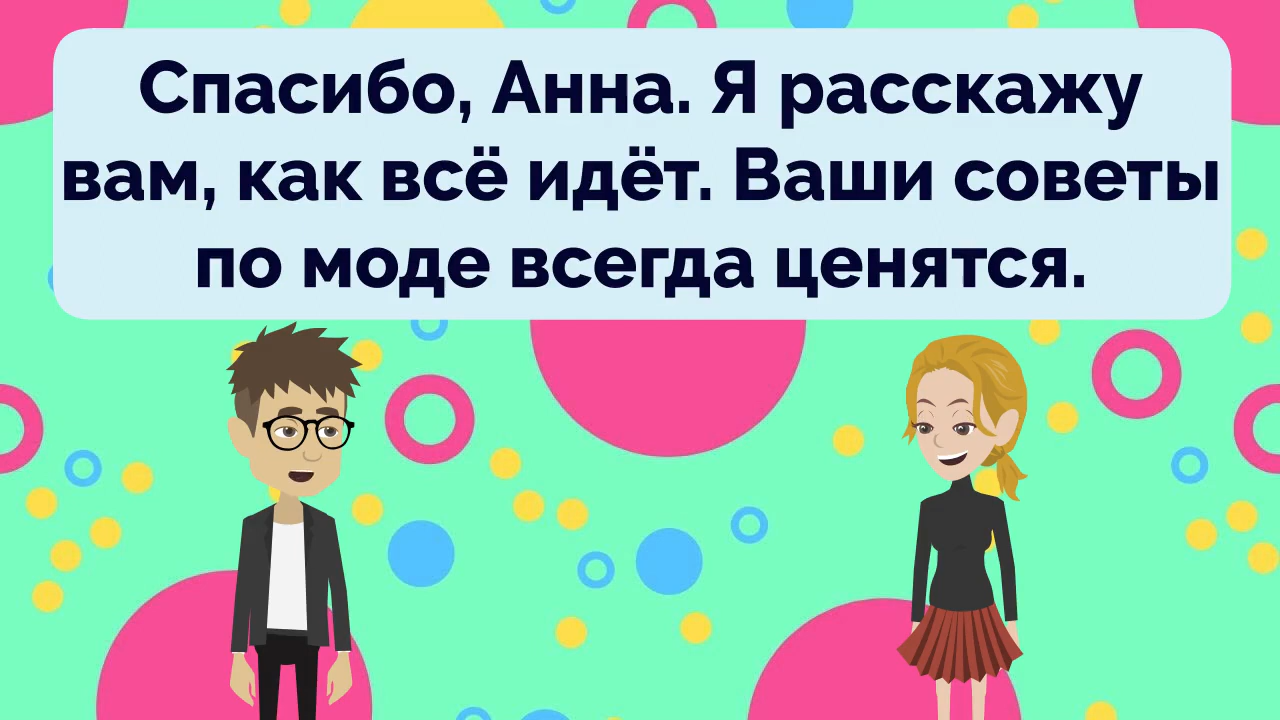 Спасибо, Анна. Я расскажу
вам, как всё идёт. Ваши советы
по моде всегда ценятся.